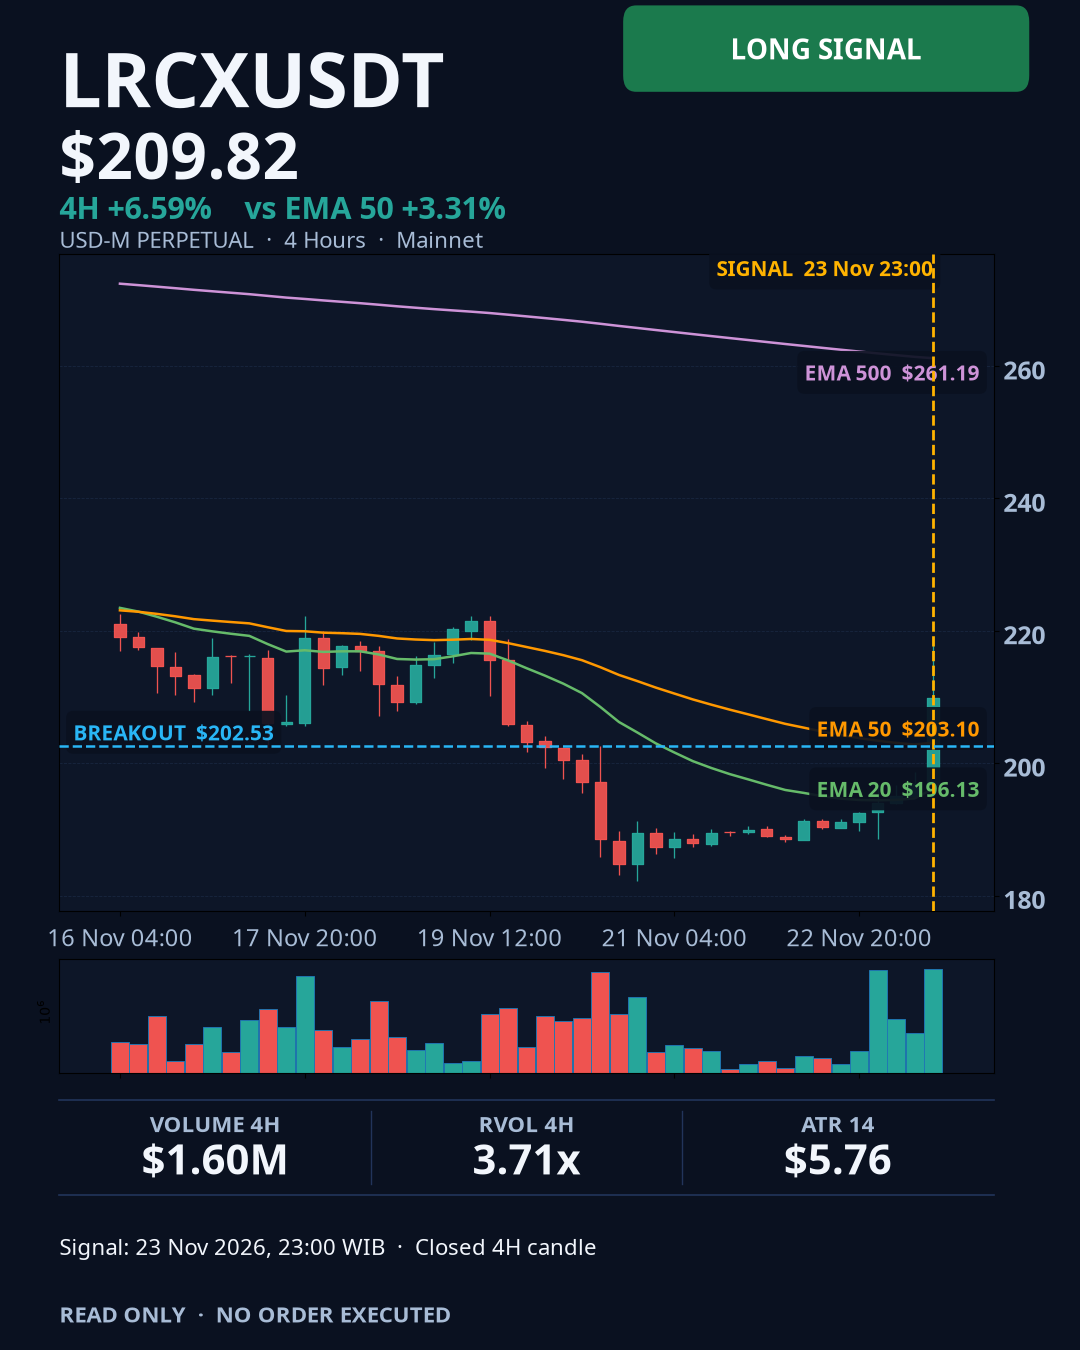 LONG SIGNAL
LRCXUSDT
$209.82
4H +6.59% vs EMA 50 +3.31%
USD-M PERPETUAL · 4 Hours · Mainnet
SIGNAL 23 Nov 23:00
EMA 500 $261.19
260
240
220
BREAKOUT $202.53
EMA 50 $203.10
200
EMA 20 $196.13
180
16 Nov 04:00 17 Nov 20:00 19 Nov 12:00 21 Nov 04:00 22 Nov 20:00
10⁶
VOLUME 4H RVOL 4H ATR 14
$1.60M 3.71x $5.76
Signal: 23 Nov 2026, 23:00 WIB · Closed 4H candle
READ ONLY · NO ORDER EXECUTED